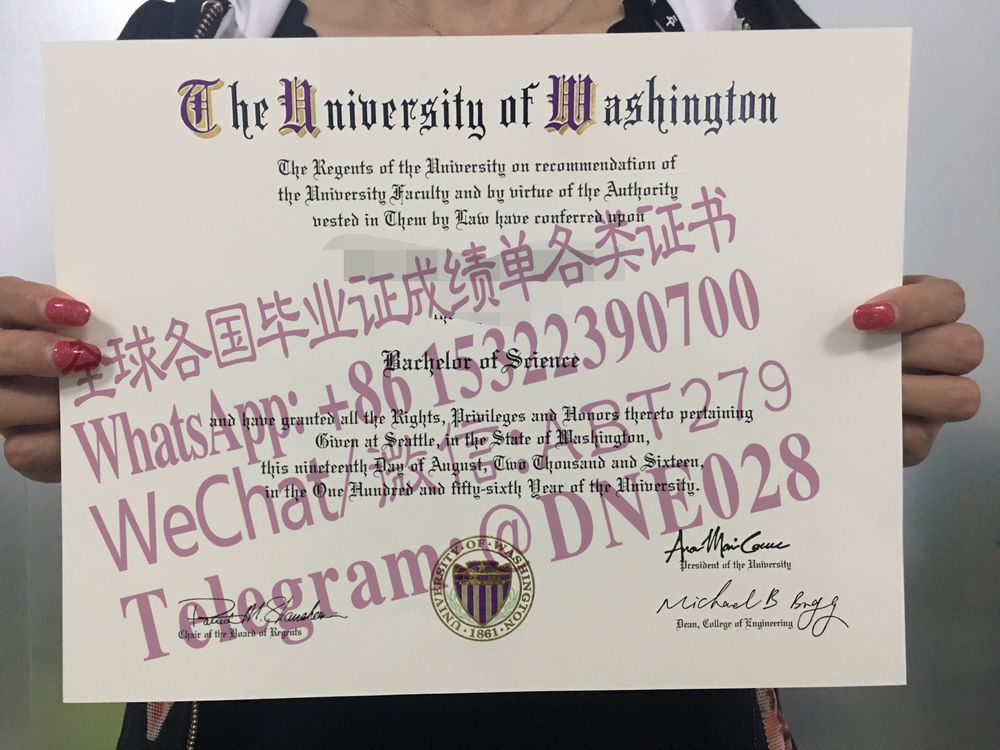 The University of Washington
The Regents of the University on recommendation of
the University Faculty and by virtue of the Authority
vested in Them by Law have conferred upon
全球各国毕业证成绩单各类证书
the
Bachelor of Science
WhatsApp: +86 15322390700
and have granted all the Rights, Privileges and Honors thereto pertaining
Given at Seattle, in the State of Washington,
WeChat/微信:ABT279
this nineteenth Day of August, Two Thousand and Sixteen,
in the One Hundred and fifty-sixth Year of the University.
Telegram:@DNE028
UNIVERSITY·OF·WASHINGTON
·1861·
President of the University
Chair of the Board of Regents
Michael B Bragg
Dean, College of Engineering